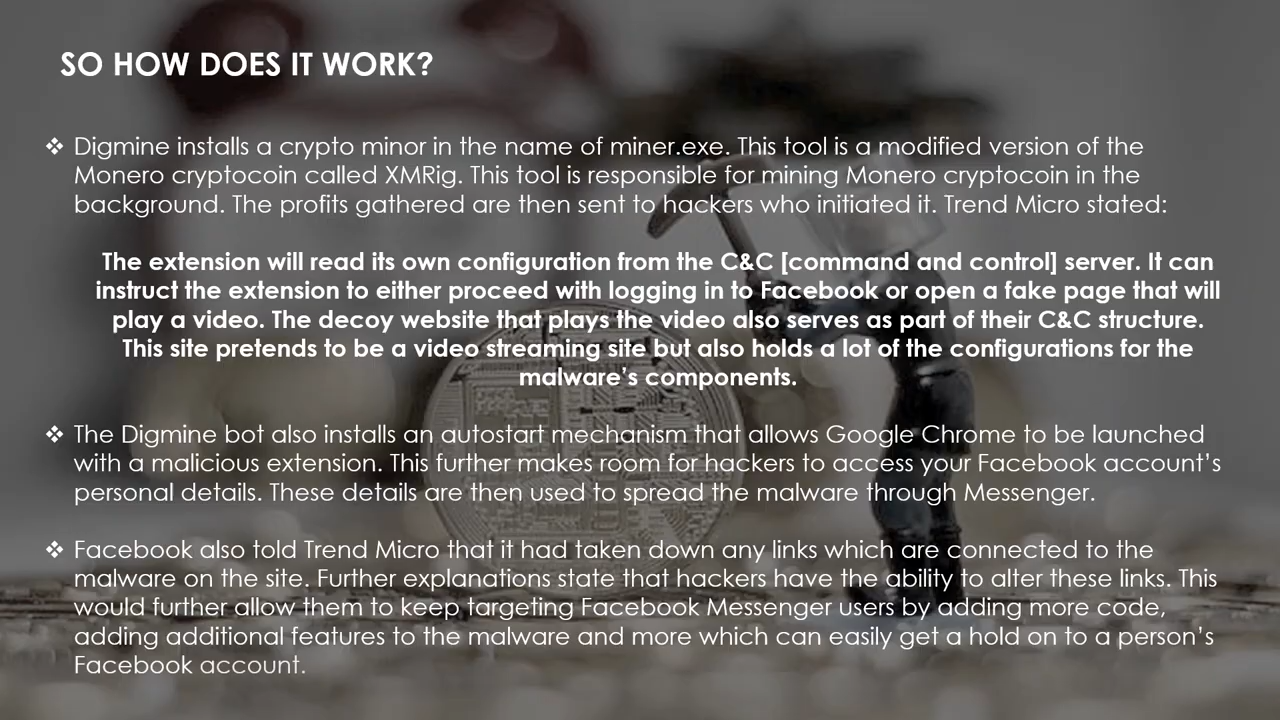 SO HOW DOES IT WORK?
❖ Digmine installs a crypto minor in the name of miner.exe. This tool is a modified version of the
Monero cryptocoin called XMRig. This tool is responsible for mining Monero cryptocoin in the
background. The profits gathered are then sent to hackers who initiated it. Trend Micro stated:
The extension will read its own configuration from the C&C [command and control] server. It can
instruct the extension to either proceed with logging in to Facebook or open a fake page that will
play a video. The decoy website that plays the video also serves as part of their C&C structure.
This site pretends to be a video streaming site but also holds a lot of the configurations for the
malware’s components.
❖ The Digmine bot also installs an autostart mechanism that allows Google Chrome to be launched
with a malicious extension. This further makes room for hackers to access your Facebook account’s
personal details. These details are then used to spread the malware through Messenger.
❖ Facebook also told Trend Micro that it had taken down any links which are connected to the
malware on the site. Further explanations state that hackers have the ability to alter these links. This
would further allow them to keep targeting Facebook Messenger users by adding more code,
adding additional features to the malware and more which can easily get a hold on to a person’s
Facebook account.